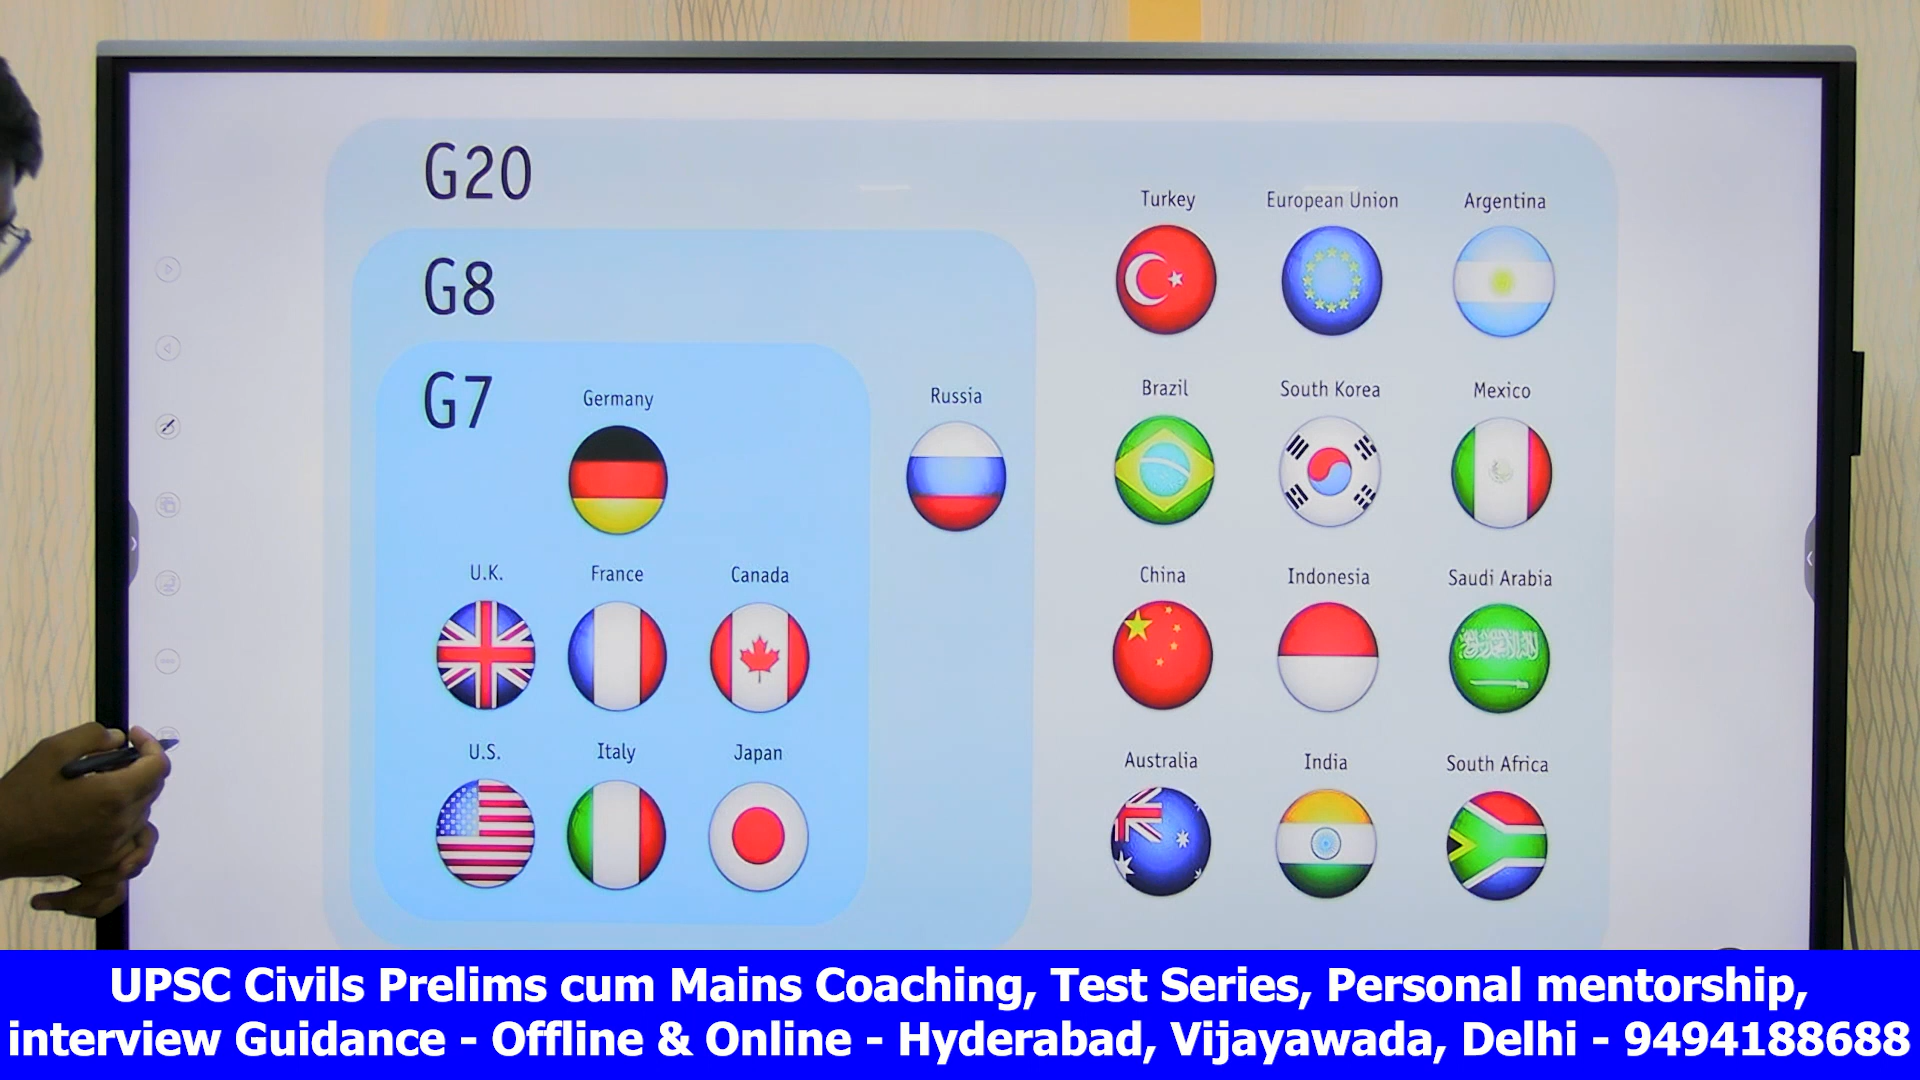 G20
Turkey European Union Argentina
G8
Brazil South Korea Mexico
G7
Germany
Russia
U.K. France Canada
China Indonesia Saudi Arabia
U.S. Italy Japan
Australia India South Africa
UPSC Civils Prelims cum Mains Coaching, Test Series, Personal mentorship,
interview Guidance - Offline & Online - Hyderabad, Vijayawada, Delhi - 9494188688